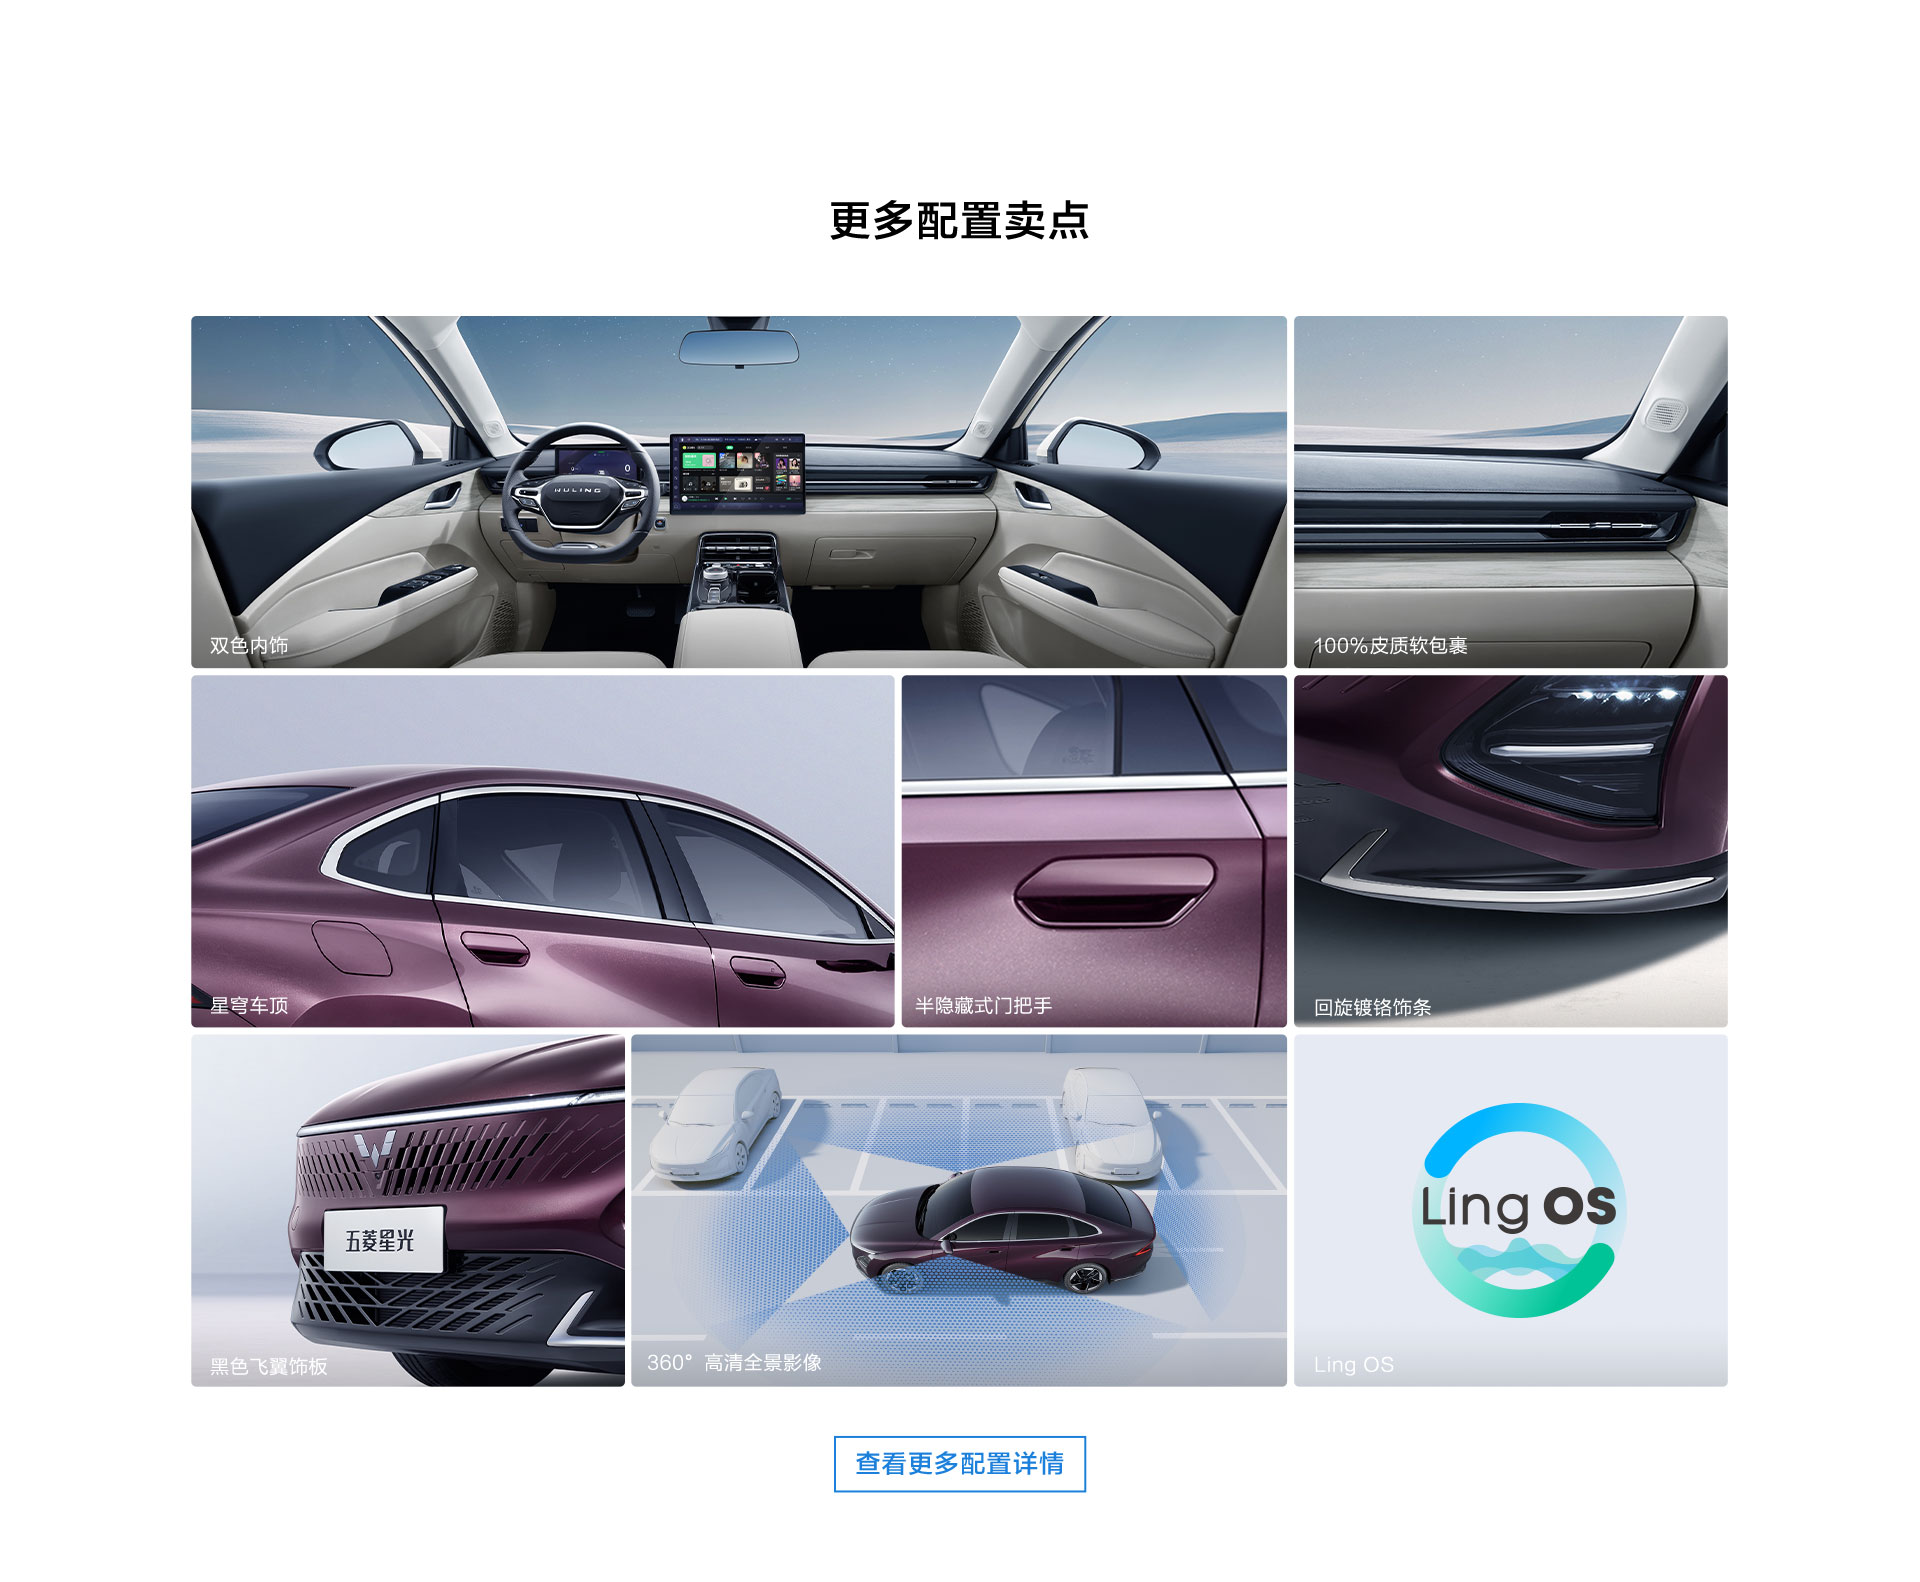 更多配置卖点
WULING
0
双色内饰
100%皮质软包裹
星穹车顶
半隐藏式门把手
回旋镀铬饰条
五菱星光
黑色飞翼饰板
360° 高清全景影像
Ling OS
Ling OS
查看更多配置详情